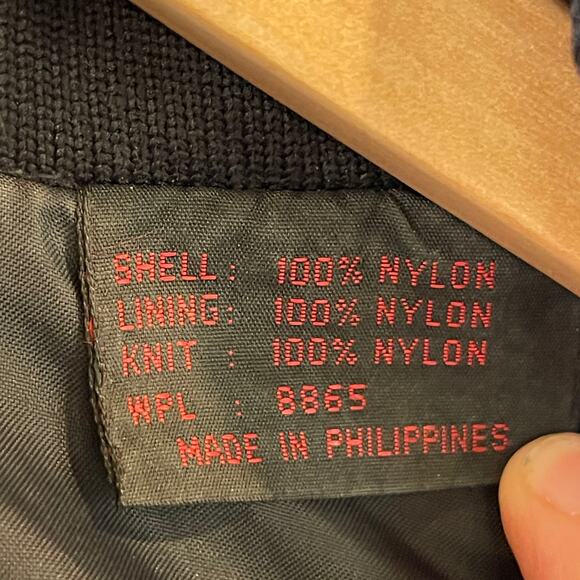 SHELL: 100% NYLON
LINING: 100% NYLON
KNIT : 100% NYLON
WPL : 8865
MADE IN PHILIPPINES